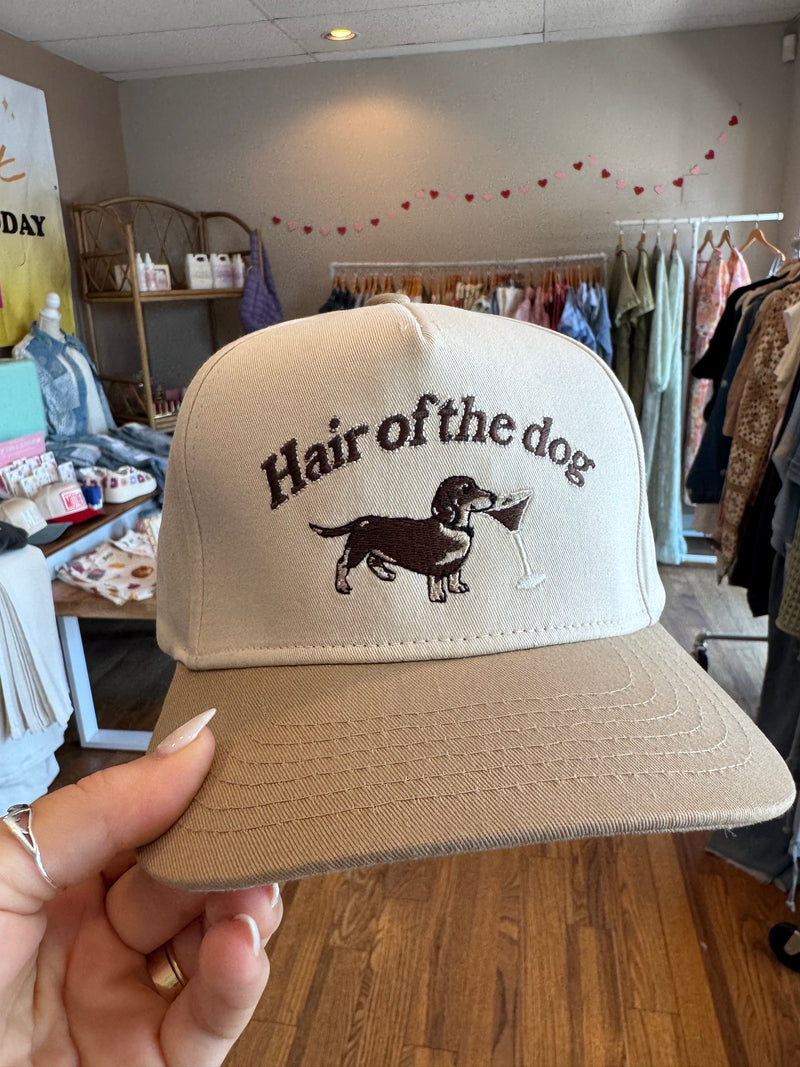 DAY
Hair of the dog